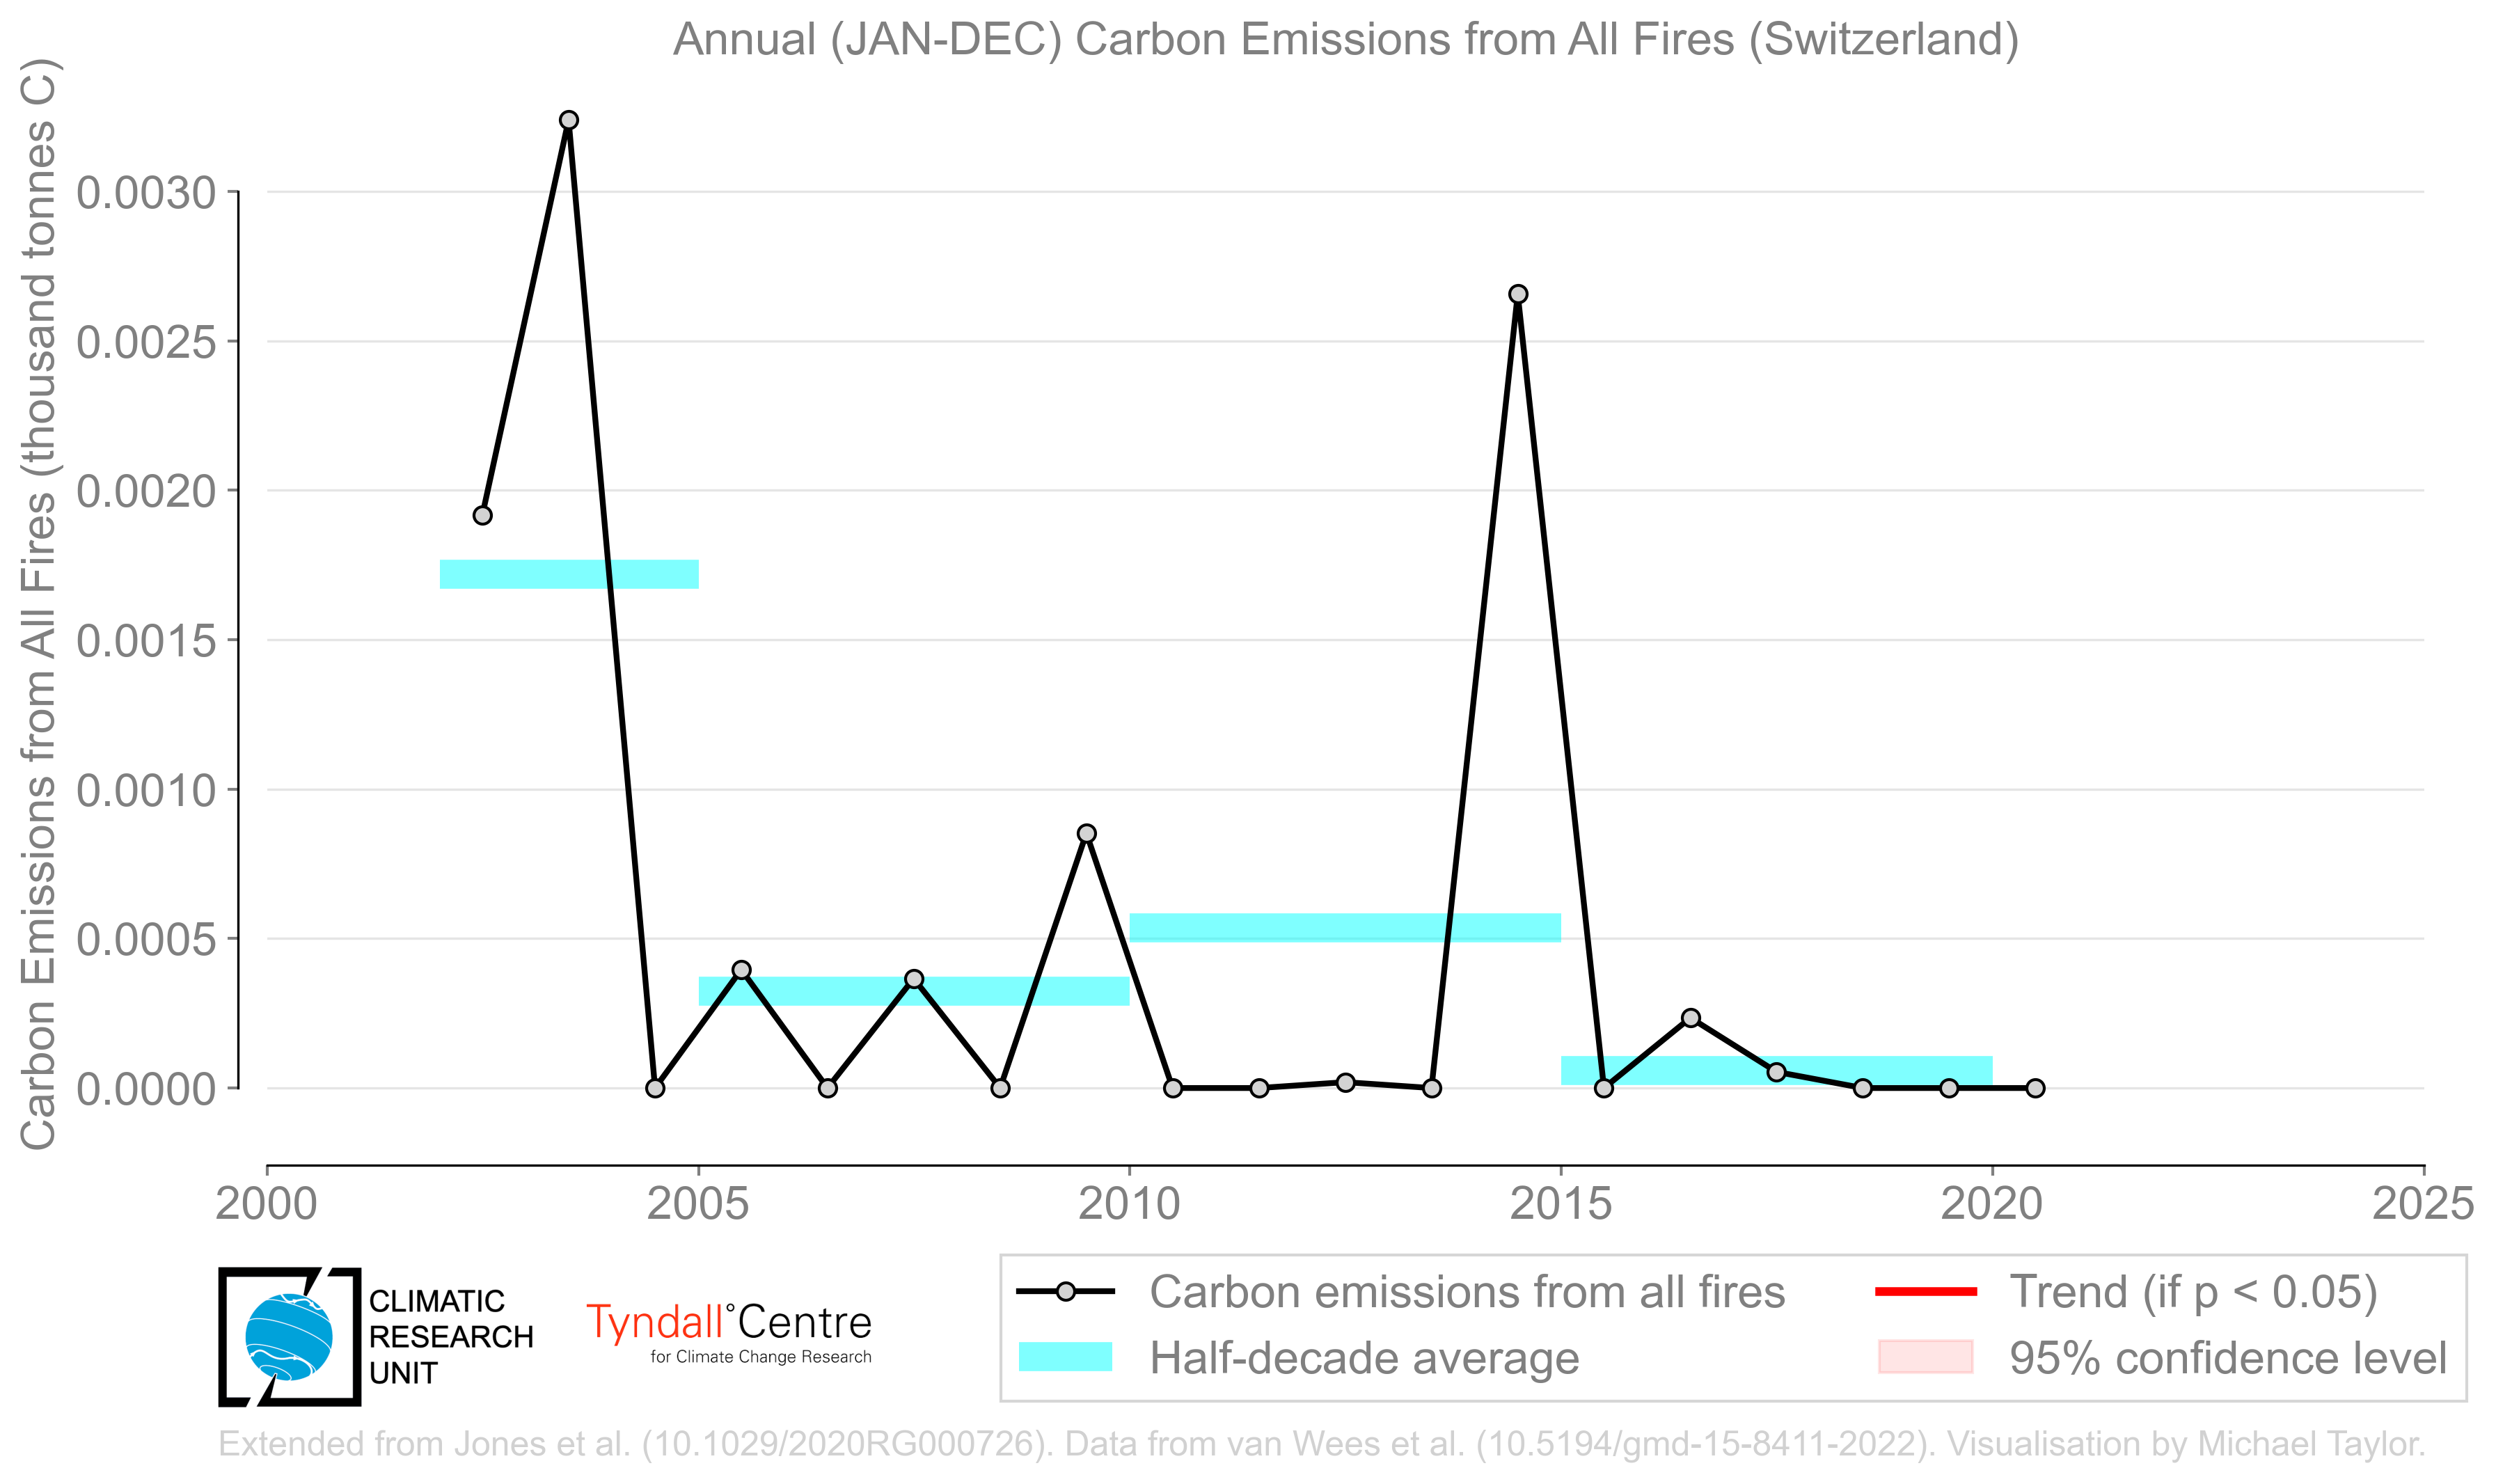 Annual (JAN-DEC) Carbon Emissions from All Fires (Switzerland)
Carbon Emissions from All Fires (thousand tonnes C)
0.0030
0.0025
0.0020
0.0015
0.0010
0.0005
0.0000
2000 2005 2010 2015 2020 2025
CLIMATIC
RESEARCH
UNIT
Tyndall°Centre
for Climate Change Research
Carbon emissions from all fires
Half-decade average
Trend (if p < 0.05)
95% confidence level
Extended from Jones et al. (10.1029/2020RG000726). Data from van Wees et al. (10.5194/gmd-15-8411-2022). Visualisation by Michael Taylor.